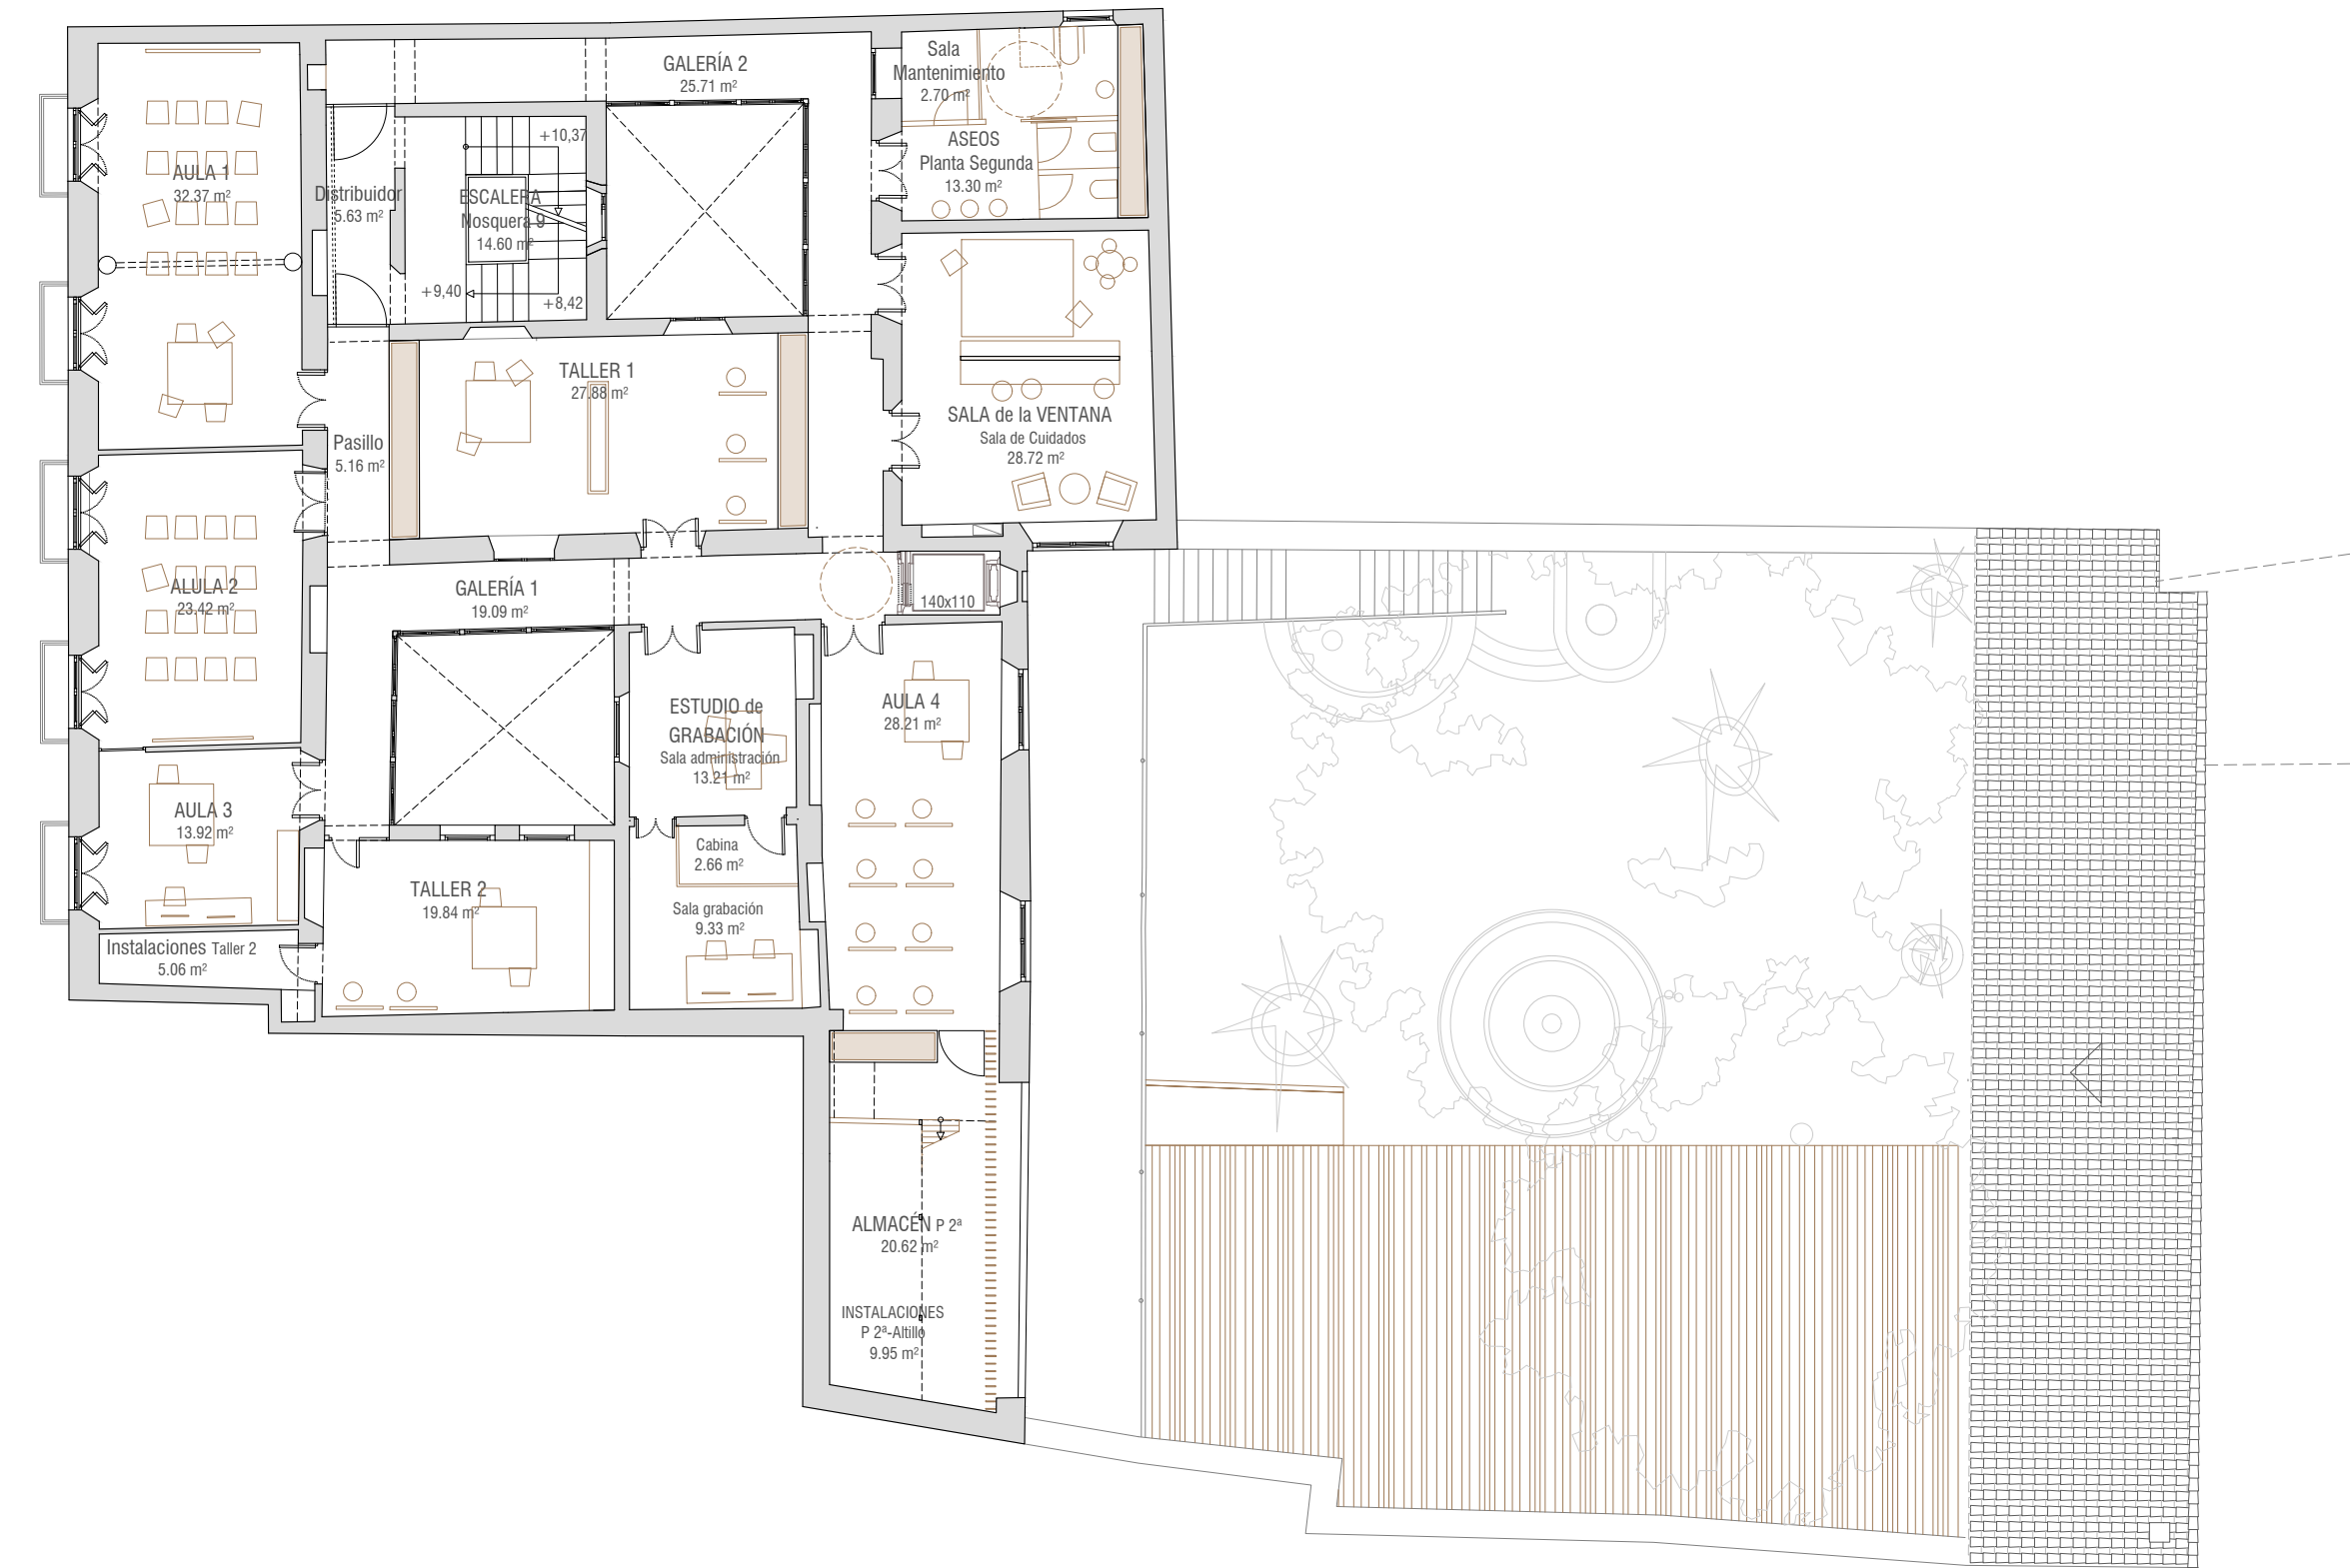 GALERÍA 2
25.71 m²
Sala
Mantenimiento
2.70 m²
ASEOS
Planta Segunda
13.30 m²
AULA 1
32.37 m²
Distribuidor
5.63 m²
ESCALERA
Nosquera 9
14.60 m²
+10,37
+9,40
+8,42
TALLER 1
27.88 m²
SALA de la VENTANA
Sala de Cuidados
28.72 m²
Pasillo
5.16 m²
ALULA 2
23.42 m²
GALERÍA 1
19.09 m²
140x110
ESTUDIO de
GRABACIÓN
Sala administración
13.21 m²
AULA 4
28.21 m²
AULA 3
13.92 m²
Cabina
2.66 m²
TALLER 2
19.84 m²
Sala grabación
9.33 m²
Instalaciones Taller 2
5.06 m²
ALMACÉN P 2ª
20.62 m²
INSTALACIONES
P 2ª-Altillo
9.95 m²